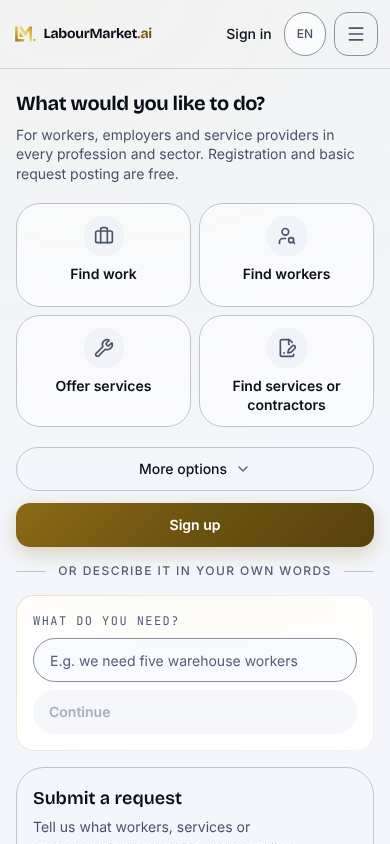 LabourMarket.ai
Sign in
EN
What would you like to do?
For workers, employers and service providers in
every profession and sector. Registration and basic
request posting are free.
Find work
Find workers
Offer services
Find services or
contractors
More options
Sign up
OR DESCRIBE IT IN YOUR OWN WORDS
WHAT DO YOU NEED?
E.g. we need five warehouse workers
Continue
Submit a request
Tell us what workers, services or